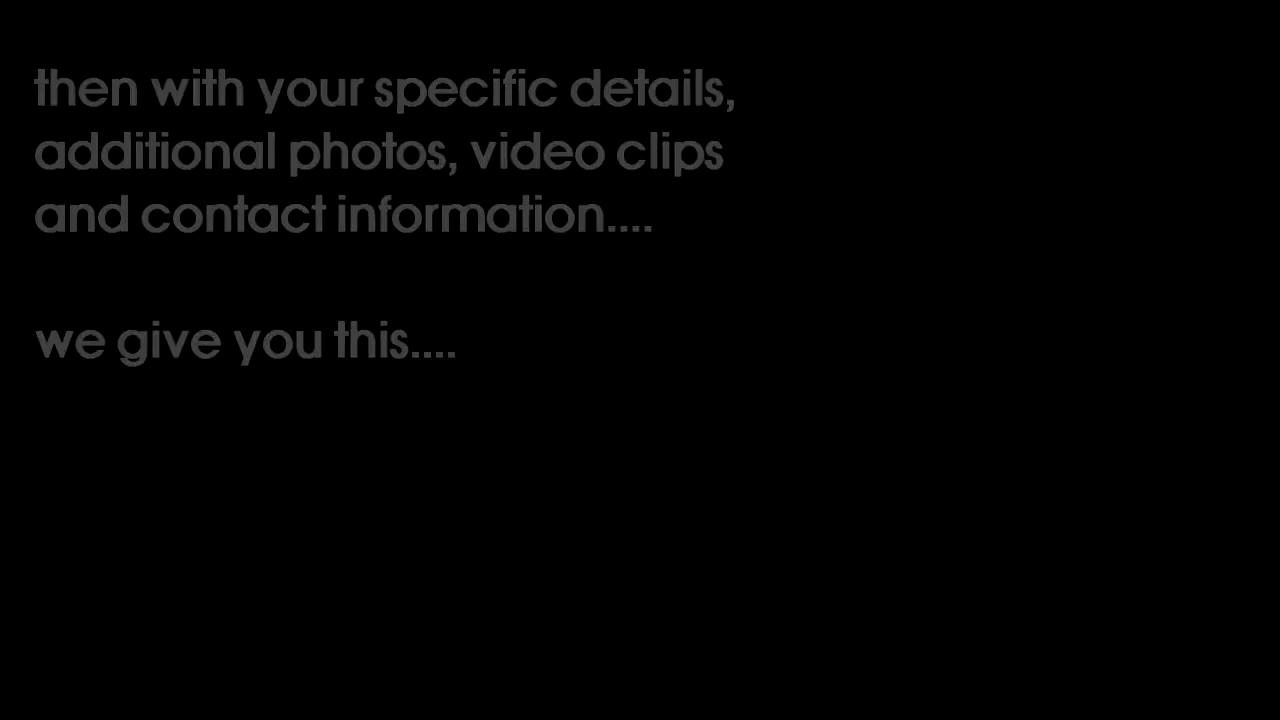 then with your specific details,
additional photos, video clips
and contact information....
we give you this....